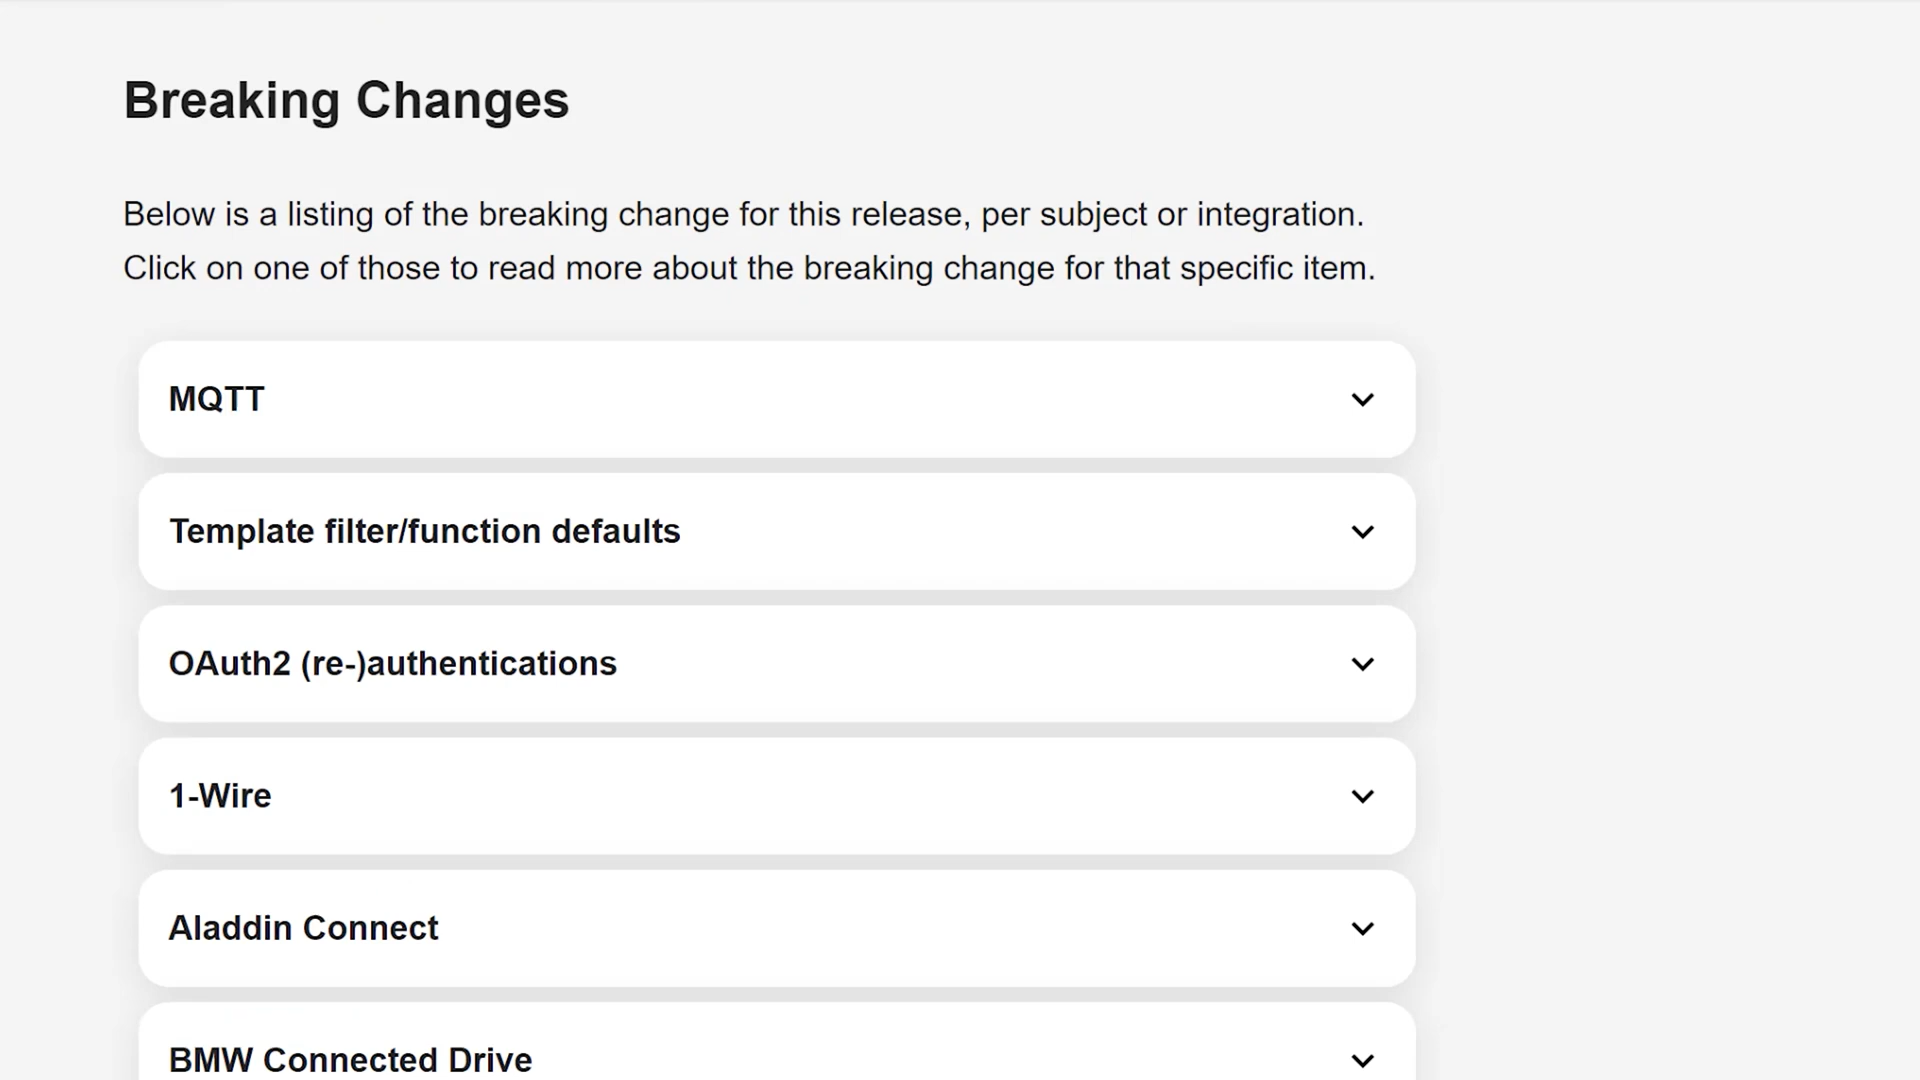 Breaking Changes
Below is a listing of the breaking change for this release, per subject or integration.
Click on one of those to read more about the breaking change for that specific item.
MQTT
Template filter/function defaults
OAuth2 (re-)authentications
1-Wire
Aladdin Connect
BMW Connected Drive